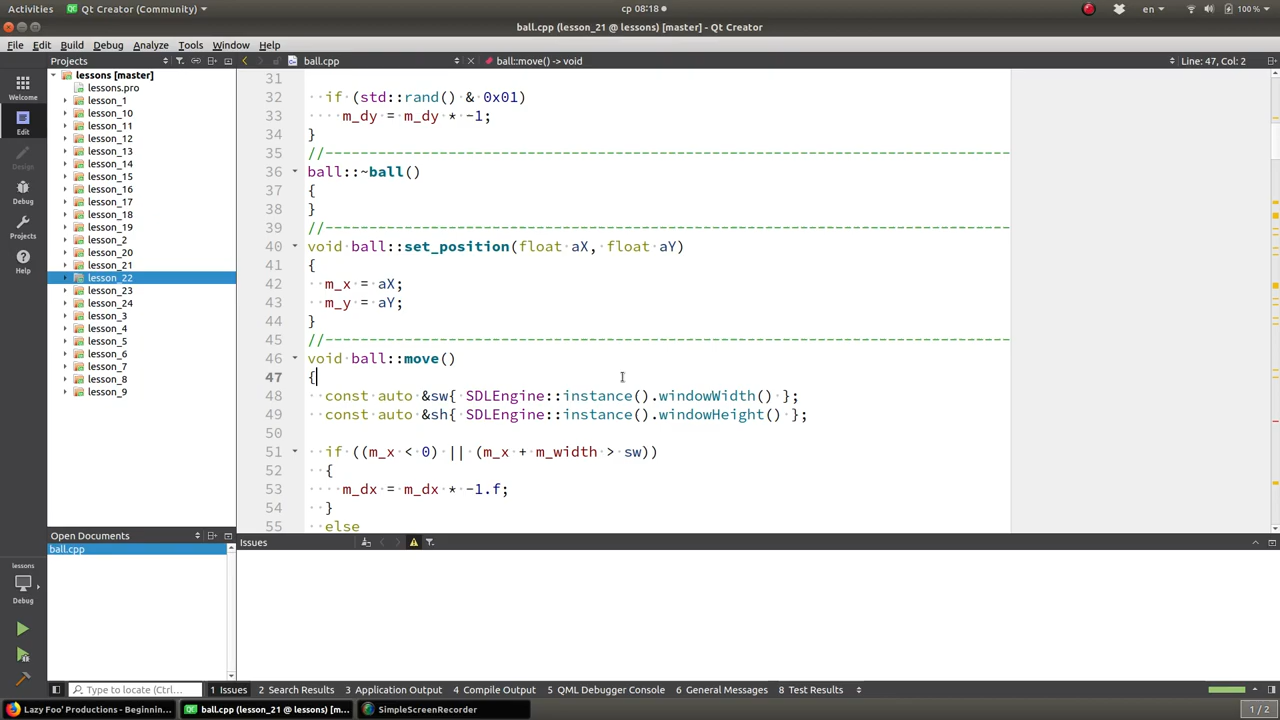 Activities Qt Creator (Community) ср 08:18 en 100 %
ball.cpp (lesson_21 @ lessons) [master] - Qt Creator
File Edit Build Debug Analyze Tools Window Help
Projects ball.cpp ball::move() -> void Line: 47, Col: 2
Welcome
Edit
Design
Debug
Projects
Help
lessons
Debug
lessons [master]
lessons.pro
lesson_1
lesson_10
lesson_11
lesson_12
lesson_13
lesson_14
lesson_15
lesson_16
lesson_17
lesson_18
lesson_19
lesson_2
lesson_20
lesson_21
lesson_22
lesson_23
lesson_24
lesson_3
lesson_4
lesson_5
lesson_6
lesson_7
lesson_8
lesson_9
Open Documents
ball.cpp
31
32 if (std::rand() & 0x01)
33 m_dy = m_dy * -1;
34 }
35 //------------------------------------------------------------------------------
36 ball::~ball()
37 {
38 }
39 //------------------------------------------------------------------------------
40 void ball::set_position(float aX, float aY)
41 {
42 m_x = aX;
43 m_y = aY;
44 }
45 //------------------------------------------------------------------------------
46 void ball::move()
47 {
48 const auto &sw{ SDLEngine::instance().windowWidth() };
49 const auto &sh{ SDLEngine::instance().windowHeight() };
50
51 if ((m_x < 0) || (m_x + m_width > sw))
52 {
53 m_dx = m_dx * -1.f;
54 }
55 else
Issues
Type to locate (... 1 Issues 2 Search Results 3 Application Output 4 Compile Output 5 QML Debugger Console 6 General Messages 8 Test Results
Lazy Foo' Productions - Beginnin... ball.cpp (lesson_21 @ lessons) [m... SimpleScreenRecorder 1 / 2